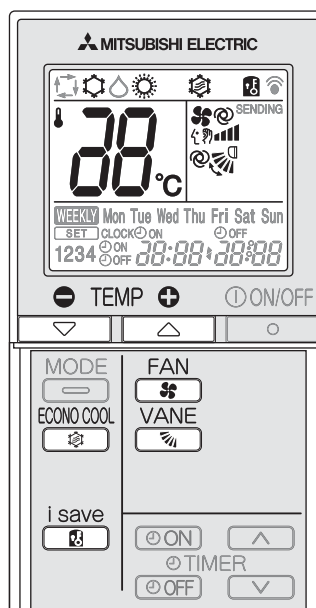 MITSUBISHI ELECTRIC
SENDING
88 °C
WEEKLY Mon Tue Wed Thu Fri Sat Sun
SET CLOCK ON OFF
1234 ON OFF 88:88 88:88
TEMP ON/OFF
MODE FAN
ECONO COOL VANE
i save
ON
TIMER
OFF